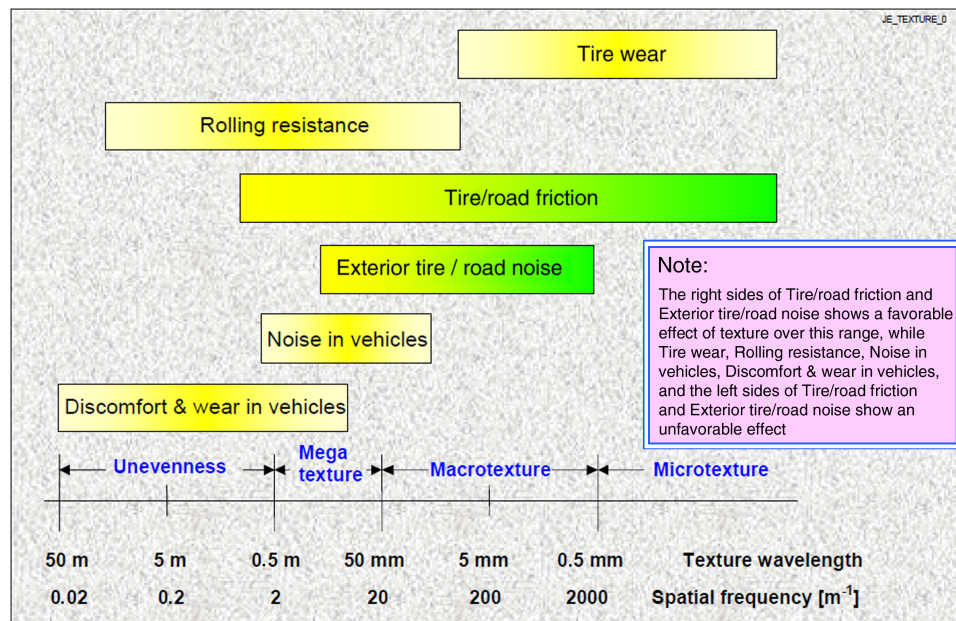 JE_TEXTURE_0
Tire wear
Rolling resistance
Tire/road friction
Exterior tire / road noise
Noise in vehicles
Discomfort & wear in vehicles
Note:
The right sides of Tire/road friction and
Exterior tire/road noise shows a favorable
effect of texture over this range, while
Tire wear, Rolling resistance, Noise in
vehicles, Discomfort & wear in vehicles,
and the left sides of Tire/road friction
and Exterior tire/road noise show an
unfavorable effect
Unevenness
Mega
texture
Macrotexture
Microtexture
50 m 5 m 0.5 m 50 mm 5 mm 0.5 mm Texture wavelength
0.02 0.2 2 20 200 2000 Spatial frequency [m⁻¹]